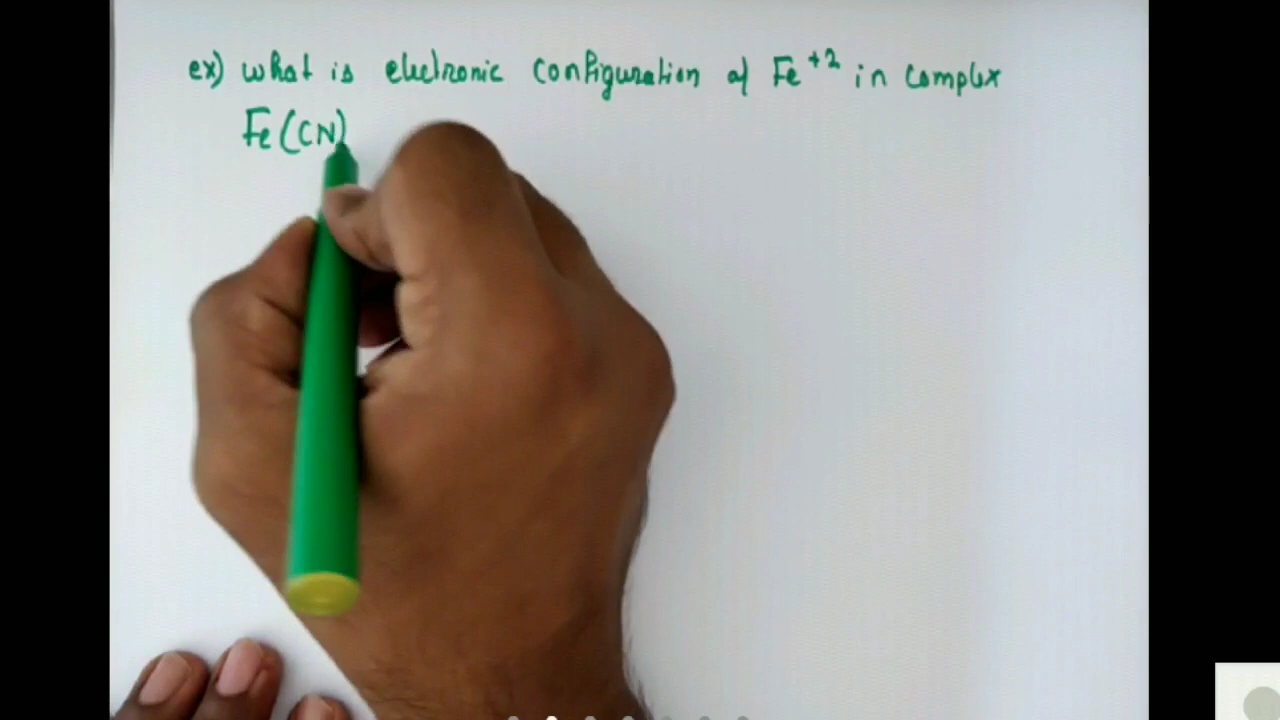 ex) what is electronic configuration of Fe+2 in complex
Fe(CN)